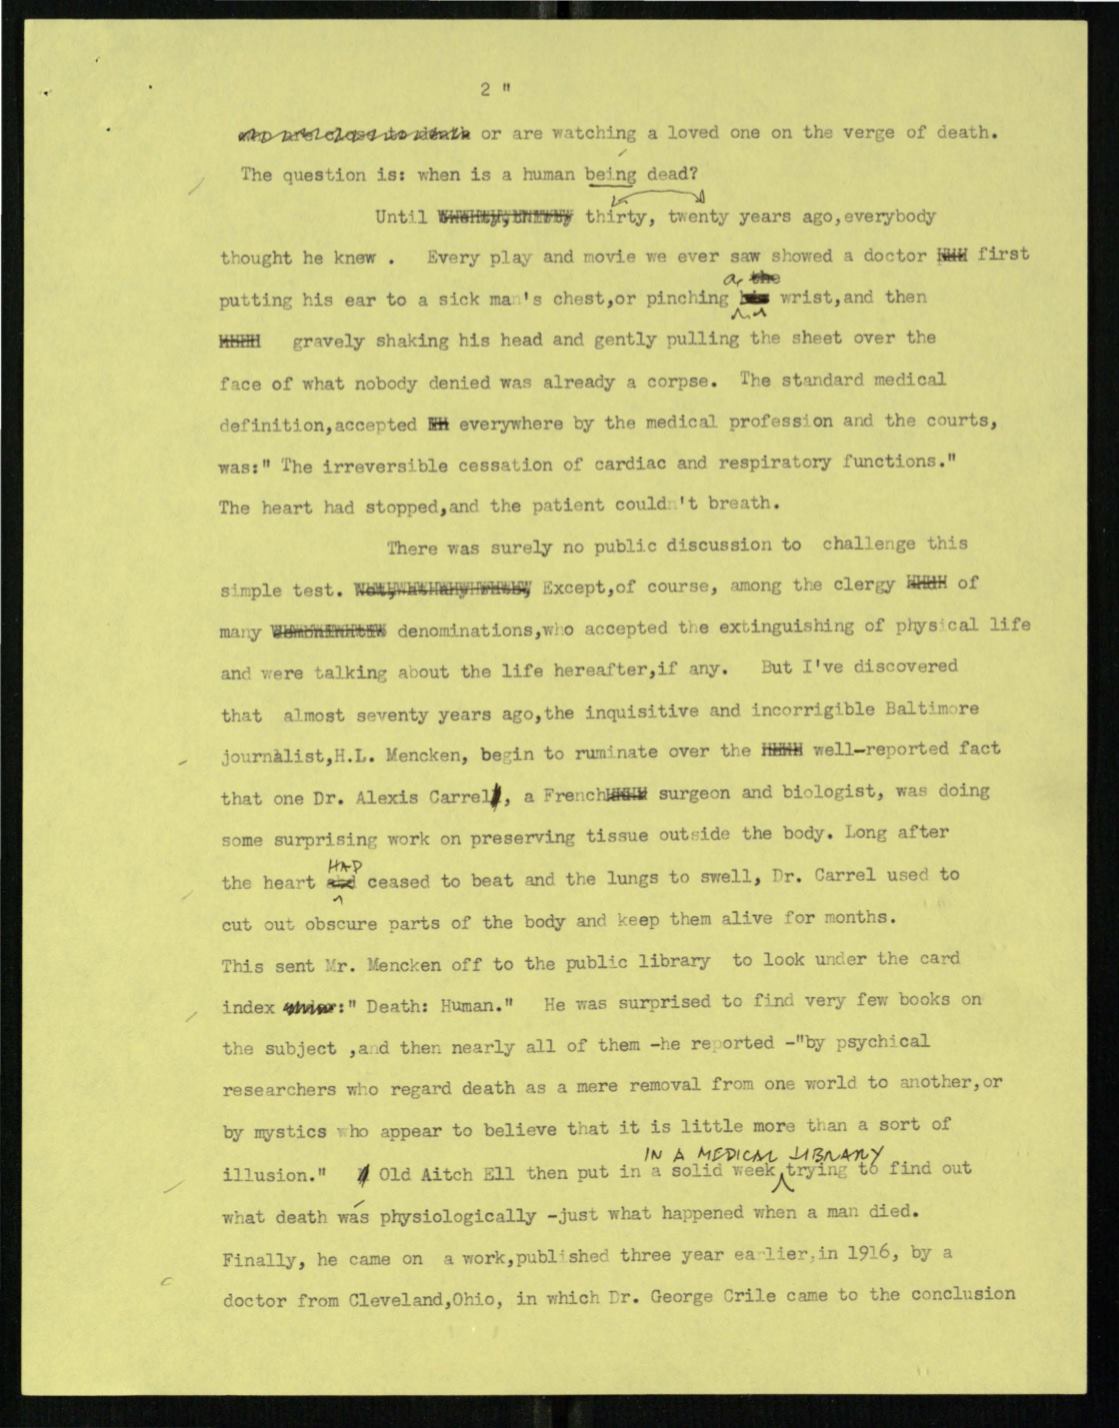 2 "
or are watching a loved one on the verge of death.
The question is: when is a human being dead?
Until thirty, twenty years ago,everybody
thought he knew . Every play and movie we ever saw showed a doctor first
a the
putting his ear to a sick man's chest,or pinching his wrist,and then
gravely shaking his head and gently pulling the sheet over the
face of what nobody denied was already a corpse. The standard medical
definition,accepted everywhere by the medical profession and the courts,
was:" The irreversible cessation of cardiac and respiratory functions."
The heart had stopped,and the patient couldn't breath.
There was surely no public discussion to challenge this
simple test. Except,of course, among the clergy of
many denominations,who accepted the extinguishing of physical life
and were talking about the life hereafter,if any. But I've discovered
that almost seventy years ago,the inquisitive and incorrigible Baltimore
journalist,H.L. Mencken, begin to ruminate over the well-reported fact
that one Dr. Alexis Carrel, a French surgeon and biologist, was doing
some surprising work on preserving tissue outside the body. Long after
HAD
the heart ceased to beat and the lungs to swell, Dr. Carrel used to
cut out obscure parts of the body and keep them alive for months.
This sent Mr. Mencken off to the public library to look under the card
index under:" Death: Human." He was surprised to find very few books on
the subject ,and then nearly all of them -he reported -"by psychical
researchers who regard death as a mere removal from one world to another,or
by mystics who appear to believe that it is little more than a sort of
IN A MEDICAL LIBRARY
illusion." Old Aitch Ell then put in a solid week trying to find out
what death was physiologically -just what happened when a man died.
Finally, he came on a work,published three year earlier,in 1916, by a
doctor from Cleveland,Ohio, in which Dr. George Crile came to the conclusion